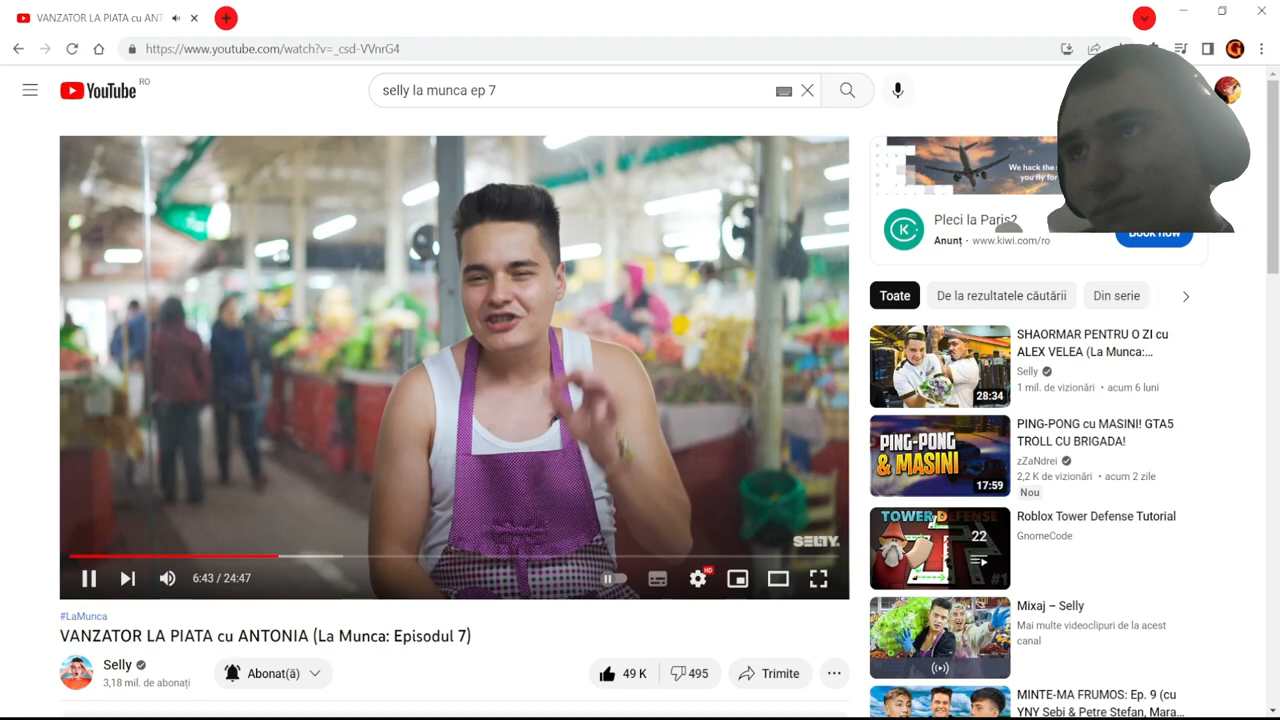 VANZATOR LA PIATA cu ANT
https://www.youtube.com/watch?v=_csd-VVnrG4
YouTube
RO
selly la munca ep 7
G
We hack the
you fly for
Pleci la Paris?
Anunț · www.kiwi.com/ro
Book now
K
Toate
De la rezultatele căutării
Din serie
SHAORMAR PENTRU O ZI cu
ALEX VELEA (La Munca:...
Selly
1 mil. de vizionări • acum 6 luni
28:34
PING-PONG
& MASINI
17:59
PING-PONG cu MASINI! GTA5
TROLL CU BRIGADA!
zZaNdrei
2,2 K de vizionări • acum 2 zile
Nou
TOWER DEFENSE
22
#1
Roblox Tower Defense Tutorial
GnomeCode
Mixaj – Selly
Mai multe videoclipuri de la acest
canal
MINTE-MA FRUMOS: Ep. 9 (cu
YNY Sebi & Petre Stefan, Mara...
SELLY.
6:43 / 24:47
HD
#LaMunca
VANZATOR LA PIATA cu ANTONIA (La Munca: Episodul 7)
Selly
3,18 mil. de abonați
Abonat(ă)
49 K
495
Trimite